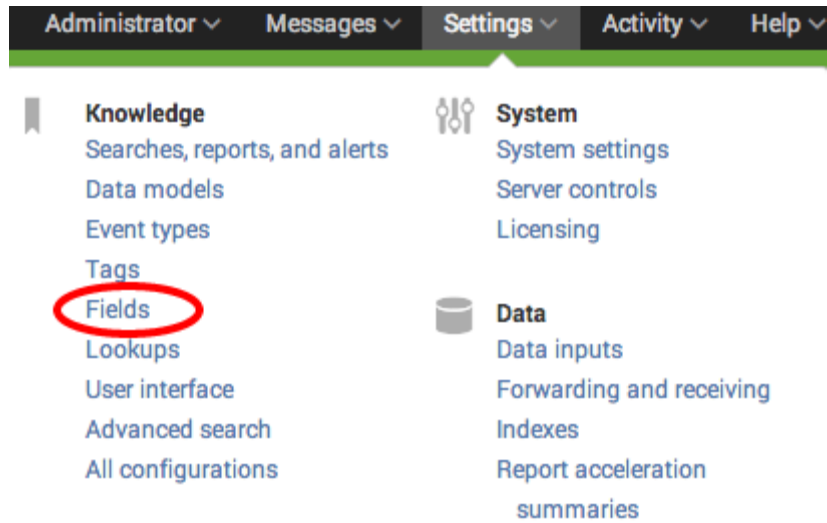 Administrator Messages Settings Activity Help
Knowledge
Searches, reports, and alerts
Data models
Event types
Tags
Fields
Lookups
User interface
Advanced search
All configurations
System
System settings
Server controls
Licensing
Data
Data inputs
Forwarding and receiving
Indexes
Report acceleration
summaries